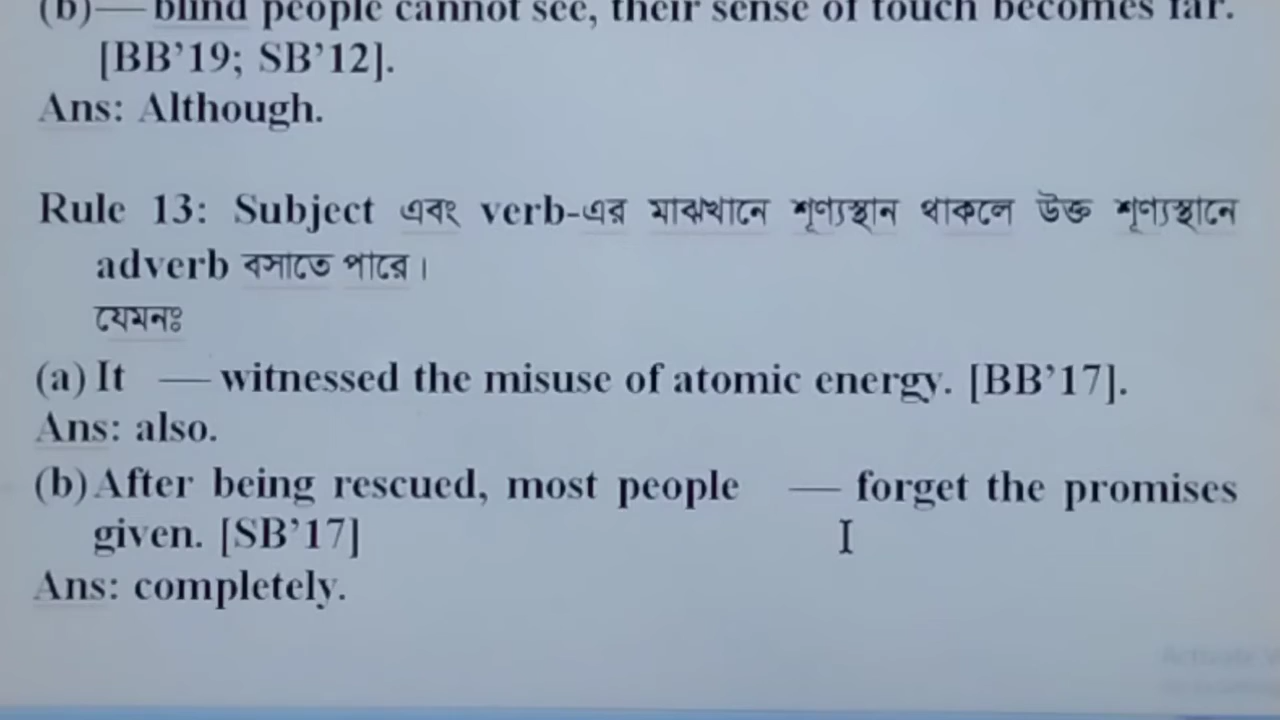 (b)— blind people cannot see, their sense of touch becomes far.
[BB'19; SB'12].
Ans: Although.
Rule 13: Subject এবং verb-এর মাঝখানে শূণ্যস্থান থাকলে উক্ত শূণ্যস্থানে
adverb বসাতে পারে।
যেমনঃ
(a) It — witnessed the misuse of atomic energy. [BB'17].
Ans: also.
(b) After being rescued, most people — forget the promises
given. [SB'17]
Ans: completely.